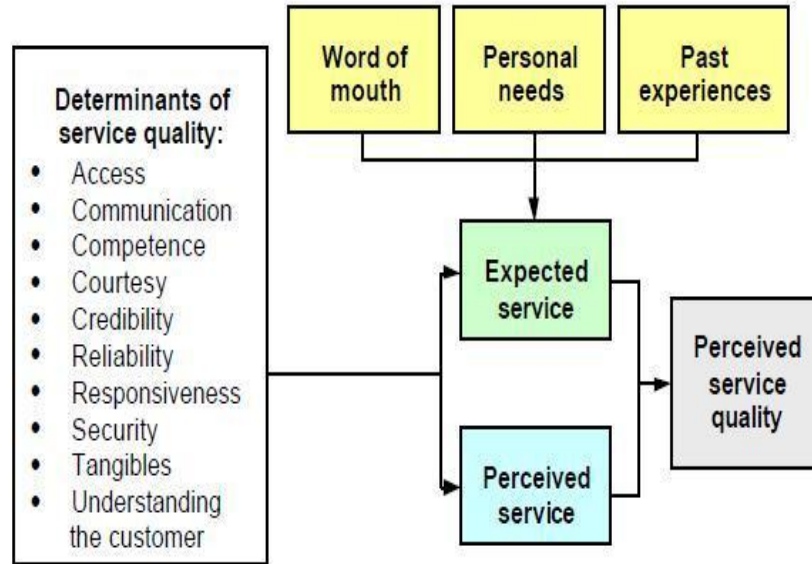 Determinants of
service quality:
• Access
• Communication
• Competence
• Courtesy
• Credibility
• Reliability
• Responsiveness
• Security
• Tangibles
• Understanding
the customer
Word of
mouth
Personal
needs
Past
experiences
Expected
service
Perceived
service
Perceived
service
quality